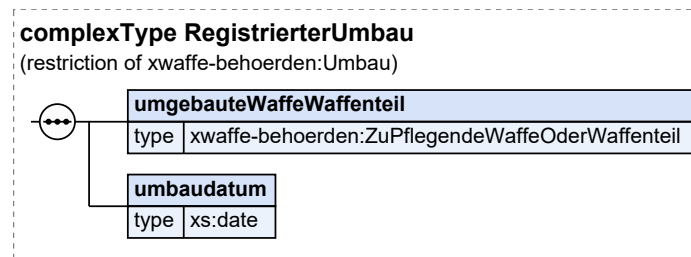 complexType RegistrierterUmbau
(restriction of xwaffe-behoerden:Umbau)
umgebauteWaffeWaffenteil
type xwaffe-behoerden:ZuPflegendeWaffeOderWaffenteil
umbaudatum
type xs:date